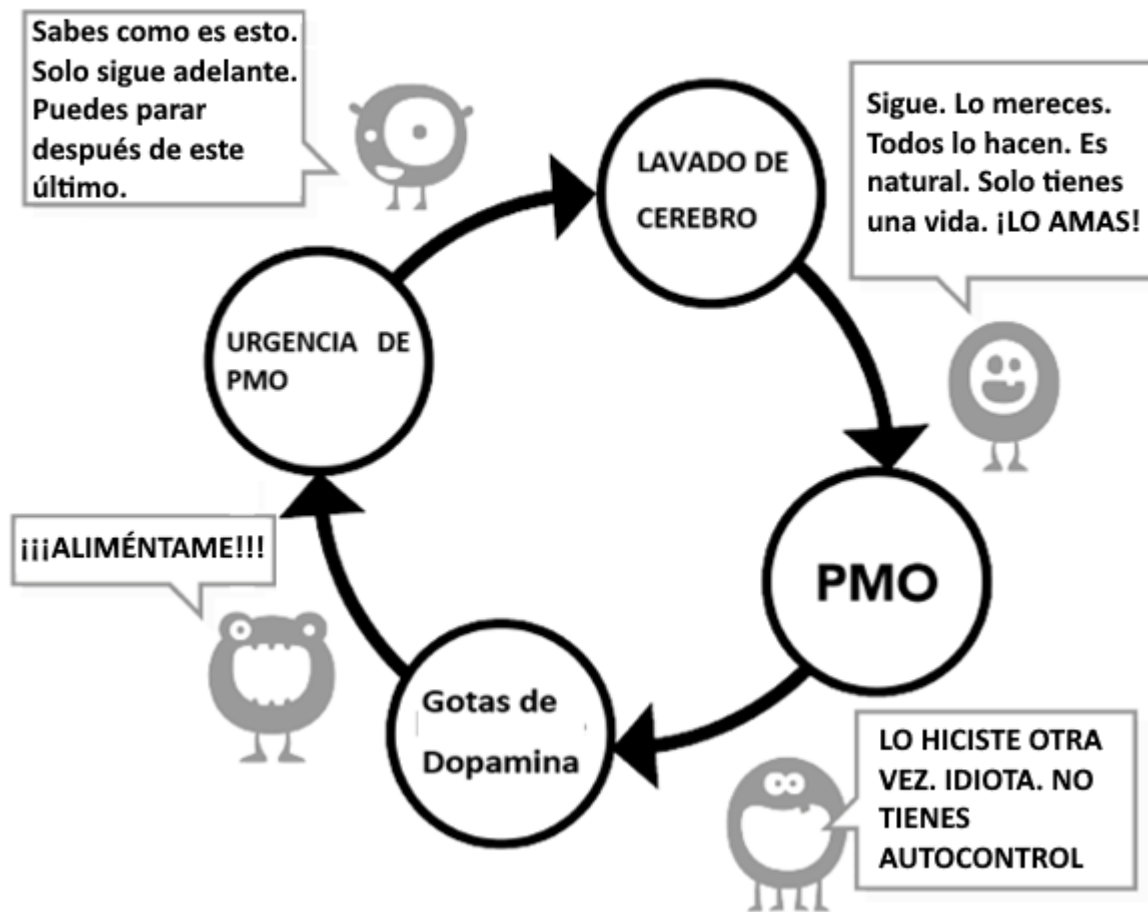 Sabes como es esto.
Solo sigue adelante.
Puedes parar
después de este
último.
LAVADO DE
CEREBRO
Sigue. Lo mereces.
Todos lo hacen. Es
natural. Solo tienes
una vida. ¡LO AMAS!
URGENCIA DE
PMO
PMO
¡¡¡ALIMÉNTAME!!!
Gotas de
Dopamina
LO HICISTE OTRA
VEZ. IDIOTA. NO
TIENES
AUTOCONTROL